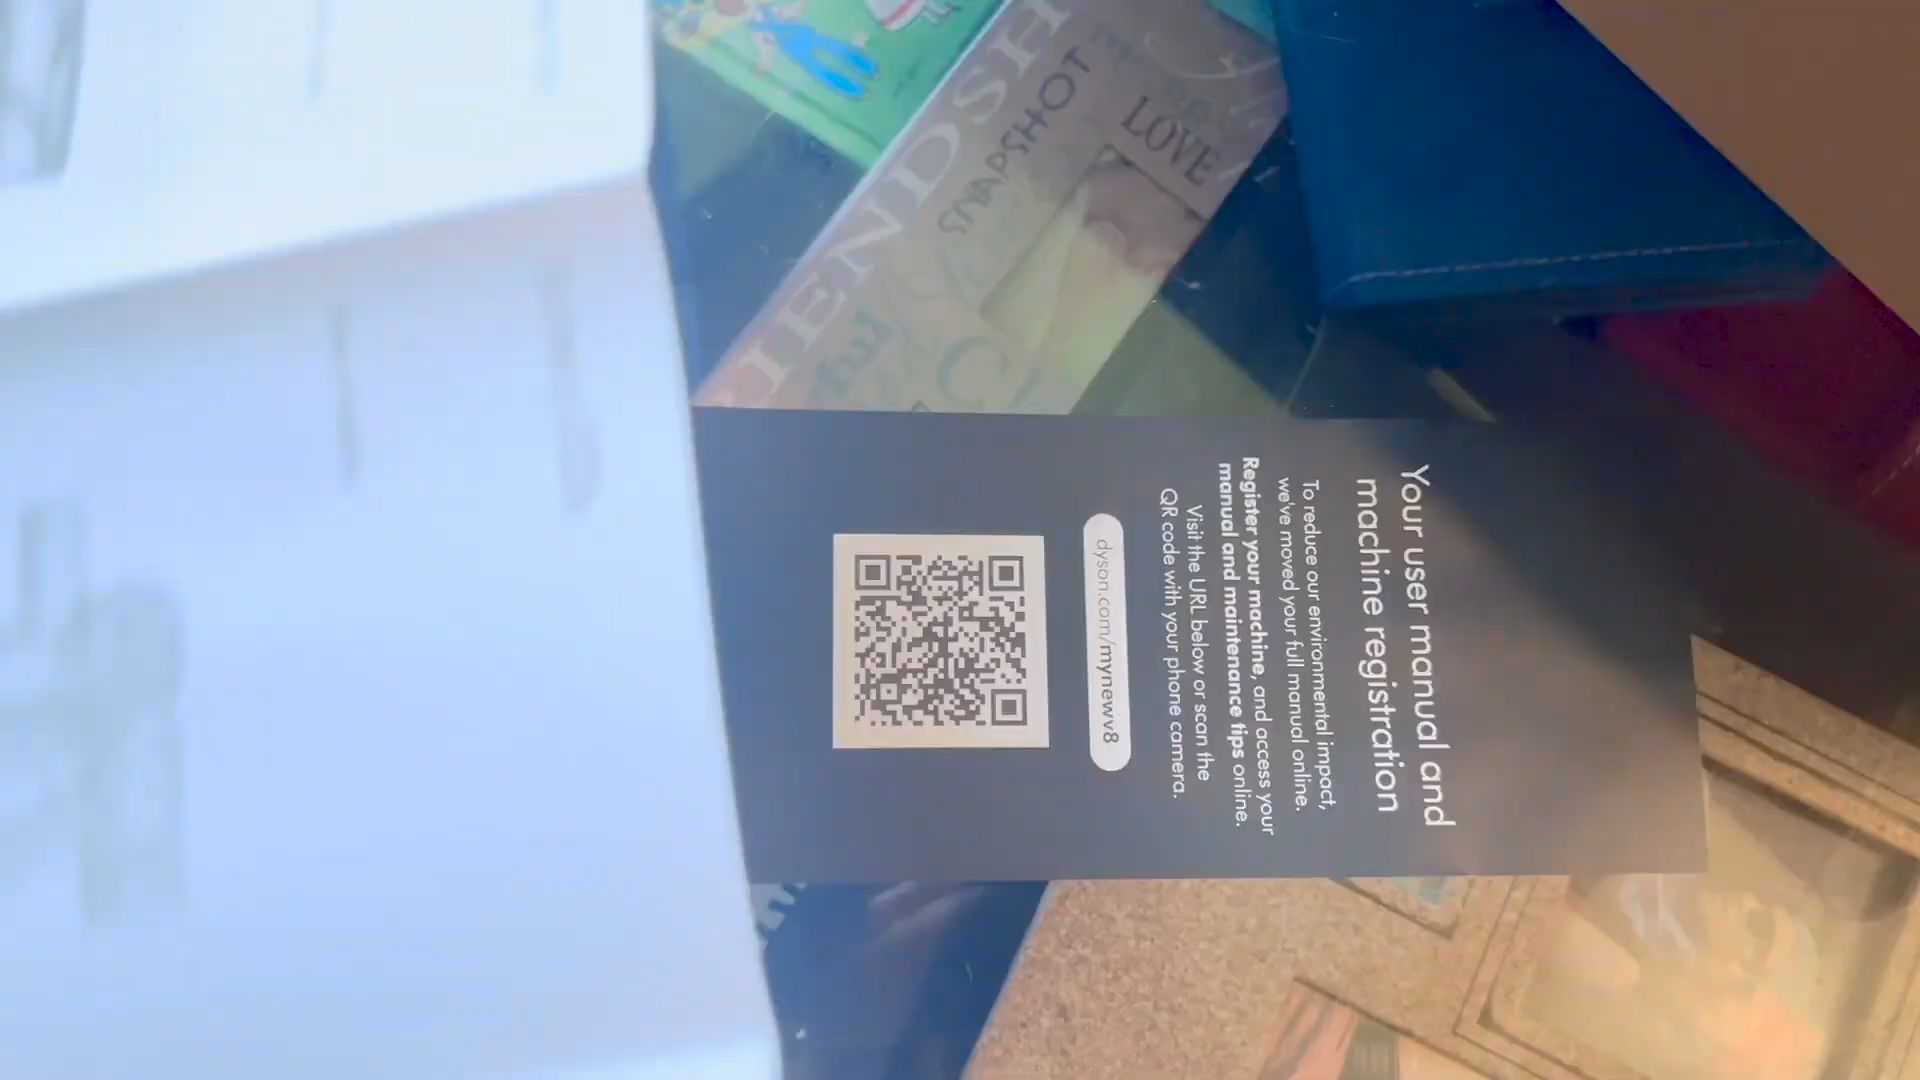 Your user manual and
machine registration
To reduce our environmental impact,
we've moved your full manual online.
Register your machine, and access your
manual and maintenance tips online.
Visit the URL below or scan the
QR code with your phone camera.
dyson.com/mynewv8
SNAPSHOT
LOVE